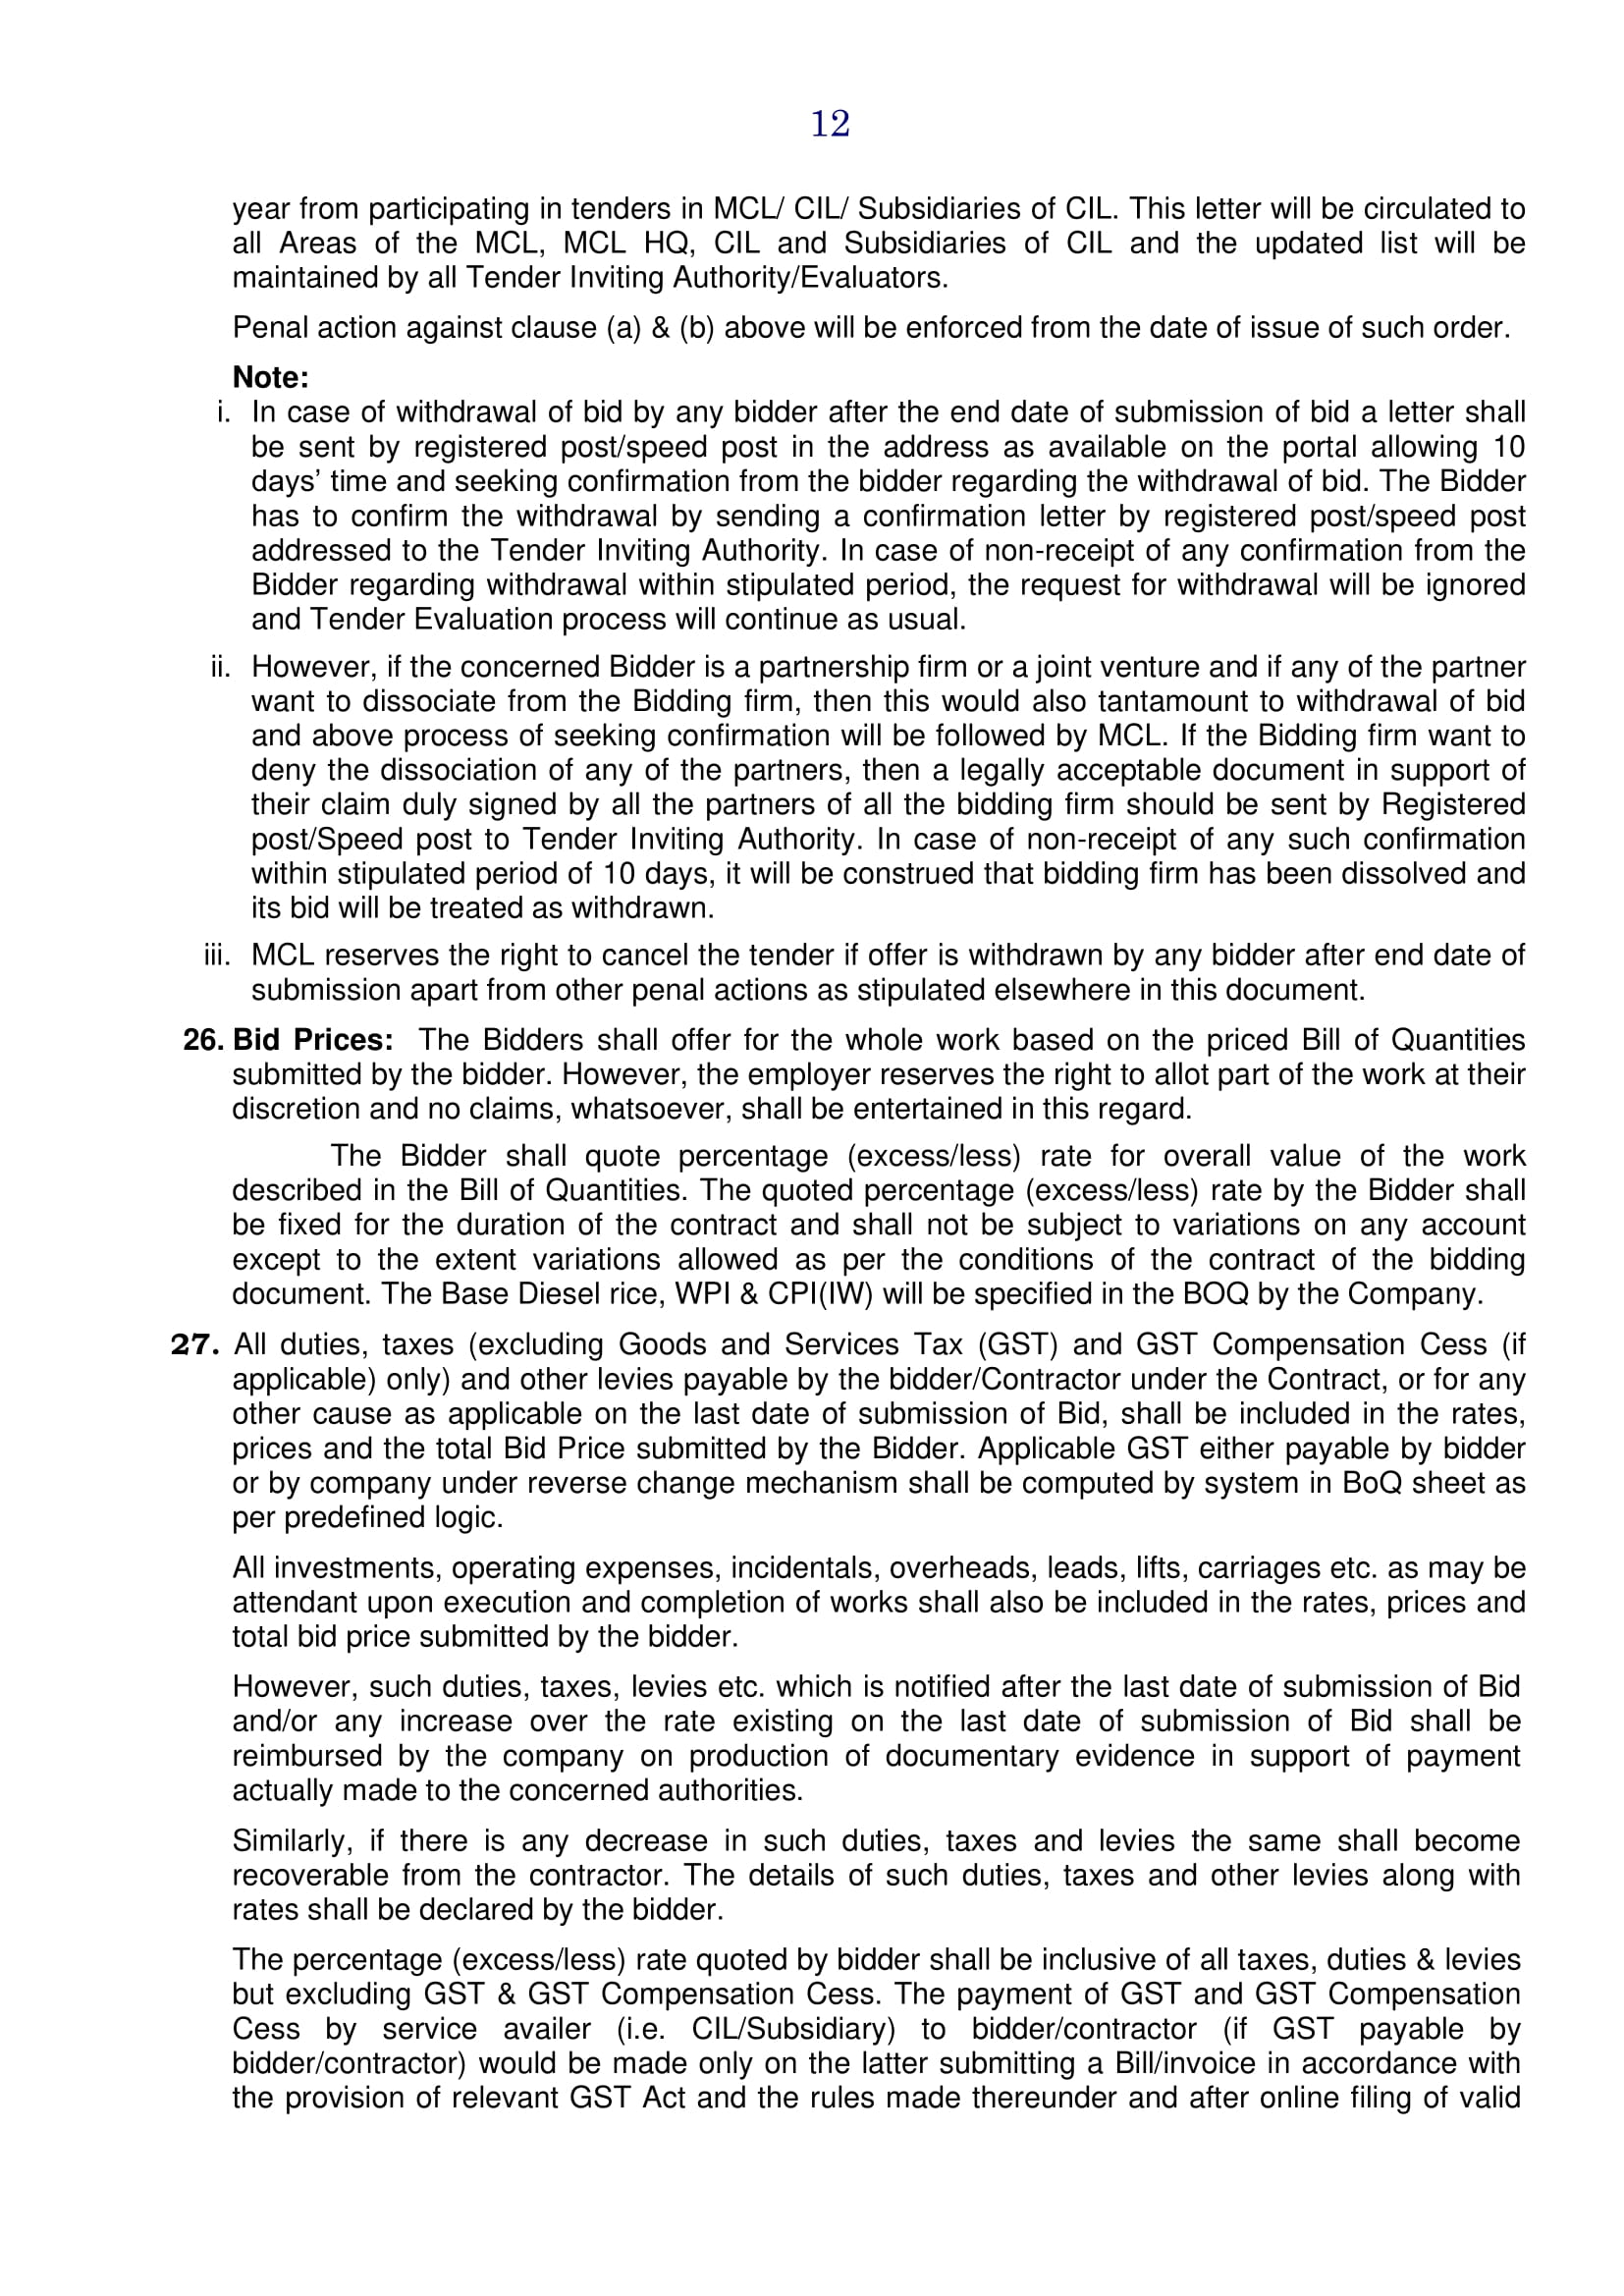 12
year from participating in tenders in MCL/ CIL/ Subsidiaries of CIL. This letter will be circulated to
all Areas of the MCL, MCL HQ, CIL and Subsidiaries of CIL and the updated list will be
maintained by all Tender Inviting Authority/Evaluators.
Penal action against clause (a) & (b) above will be enforced from the date of issue of such order.
Note:
i. In case of withdrawal of bid by any bidder after the end date of submission of bid a letter shall
be sent by registered post/speed post in the address as available on the portal allowing 10
days’ time and seeking confirmation from the bidder regarding the withdrawal of bid. The Bidder
has to confirm the withdrawal by sending a confirmation letter by registered post/speed post
addressed to the Tender Inviting Authority. In case of non-receipt of any confirmation from the
Bidder regarding withdrawal within stipulated period, the request for withdrawal will be ignored
and Tender Evaluation process will continue as usual.
ii. However, if the concerned Bidder is a partnership firm or a joint venture and if any of the partner
want to dissociate from the Bidding firm, then this would also tantamount to withdrawal of bid
and above process of seeking confirmation will be followed by MCL. If the Bidding firm want to
deny the dissociation of any of the partners, then a legally acceptable document in support of
their claim duly signed by all the partners of all the bidding firm should be sent by Registered
post/Speed post to Tender Inviting Authority. In case of non-receipt of any such confirmation
within stipulated period of 10 days, it will be construed that bidding firm has been dissolved and
its bid will be treated as withdrawn.
iii. MCL reserves the right to cancel the tender if offer is withdrawn by any bidder after end date of
submission apart from other penal actions as stipulated elsewhere in this document.
26. Bid Prices: The Bidders shall offer for the whole work based on the priced Bill of Quantities
submitted by the bidder. However, the employer reserves the right to allot part of the work at their
discretion and no claims, whatsoever, shall be entertained in this regard.
The Bidder shall quote percentage (excess/less) rate for overall value of the work
described in the Bill of Quantities. The quoted percentage (excess/less) rate by the Bidder shall
be fixed for the duration of the contract and shall not be subject to variations on any account
except to the extent variations allowed as per the conditions of the contract of the bidding
document. The Base Diesel rice, WPI & CPI(IW) will be specified in the BOQ by the Company.
27. All duties, taxes (excluding Goods and Services Tax (GST) and GST Compensation Cess (if
applicable) only) and other levies payable by the bidder/Contractor under the Contract, or for any
other cause as applicable on the last date of submission of Bid, shall be included in the rates,
prices and the total Bid Price submitted by the Bidder. Applicable GST either payable by bidder
or by company under reverse change mechanism shall be computed by system in BoQ sheet as
per predefined logic.
All investments, operating expenses, incidentals, overheads, leads, lifts, carriages etc. as may be
attendant upon execution and completion of works shall also be included in the rates, prices and
total bid price submitted by the bidder.
However, such duties, taxes, levies etc. which is notified after the last date of submission of Bid
and/or any increase over the rate existing on the last date of submission of Bid shall be
reimbursed by the company on production of documentary evidence in support of payment
actually made to the concerned authorities.
Similarly, if there is any decrease in such duties, taxes and levies the same shall become
recoverable from the contractor. The details of such duties, taxes and other levies along with
rates shall be declared by the bidder.
The percentage (excess/less) rate quoted by bidder shall be inclusive of all taxes, duties & levies
but excluding GST & GST Compensation Cess. The payment of GST and GST Compensation
Cess by service availer (i.e. CIL/Subsidiary) to bidder/contractor (if GST payable by
bidder/contractor) would be made only on the latter submitting a Bill/invoice in accordance with
the provision of relevant GST Act and the rules made thereunder and after online filing of valid